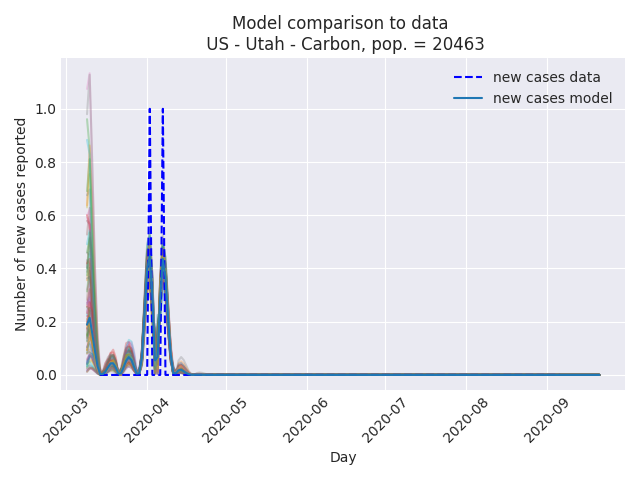 Model comparison to data
US - Utah - Carbon, pop. = 20463
new cases data
new cases model
Number of new cases reported
1.0
0.8
0.6
0.4
0.2
0.0
2020-03
2020-04
2020-05
2020-06
2020-07
2020-08
2020-09
Day